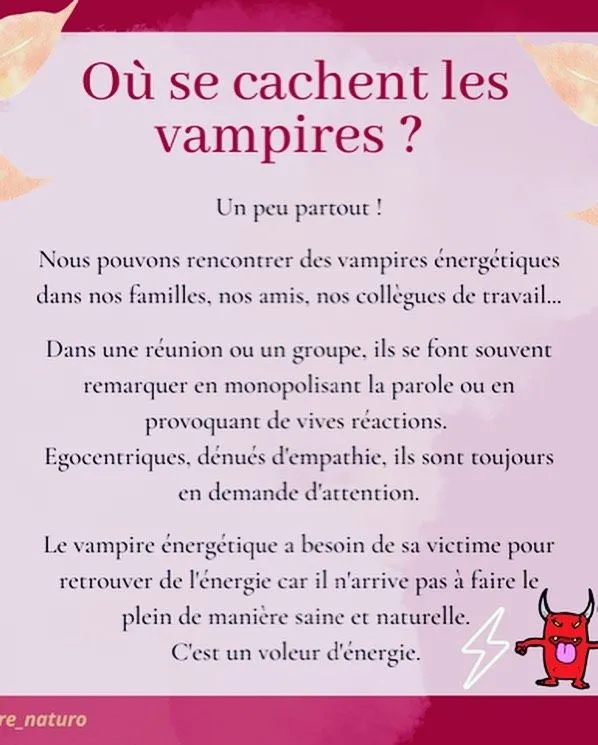 Où se cachent les
vampires ?
Un peu partout !
Nous pouvons rencontrer des vampires énergétiques
dans nos familles, nos amis, nos collègues de travail...
Dans une réunion ou un groupe, ils se font souvent
remarquer en monopolisant la parole ou en
provoquant de vives réactions.
Egocentriques, dénués d'empathie, ils sont toujours
en demande d'attention.
Le vampire énergétique a besoin de sa victime pour
retrouver de l'énergie car il n'arrive pas à faire le
plein de manière saine et naturelle.
C'est un voleur d'énergie.
re_naturo